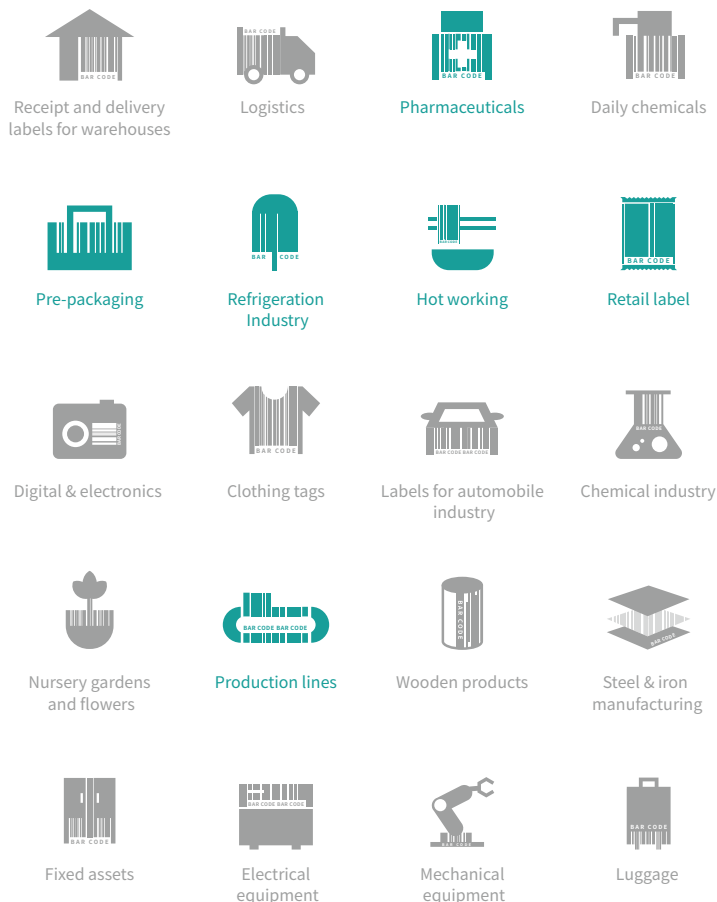 BAR CODE
BAR CODE
BAR CODE
BAR CODE
Receipt and delivery
labels for warehouses
Logistics
Pharmaceuticals
Daily chemicals
BAR CODE
BAR CODE
BAR CODE
Pre-packaging
Refrigeration
Industry
Hot working
Retail label
BAR CODE
BAR CODE
BAR CODE BAR CODE
BAR CODE
Digital & electronics
Clothing tags
Labels for automobile
industry
Chemical industry
BAR CODE BAR CODE
BAR CODE
BAR CODE
Nursery gardens
and flowers
Production lines
Wooden products
Steel & iron
manufacturing
BAR CODE
BAR CODE BAR CODE
BAR CODE
BAR CODE
Fixed assets
Electrical
equipment
Mechanical
equipment
Luggage